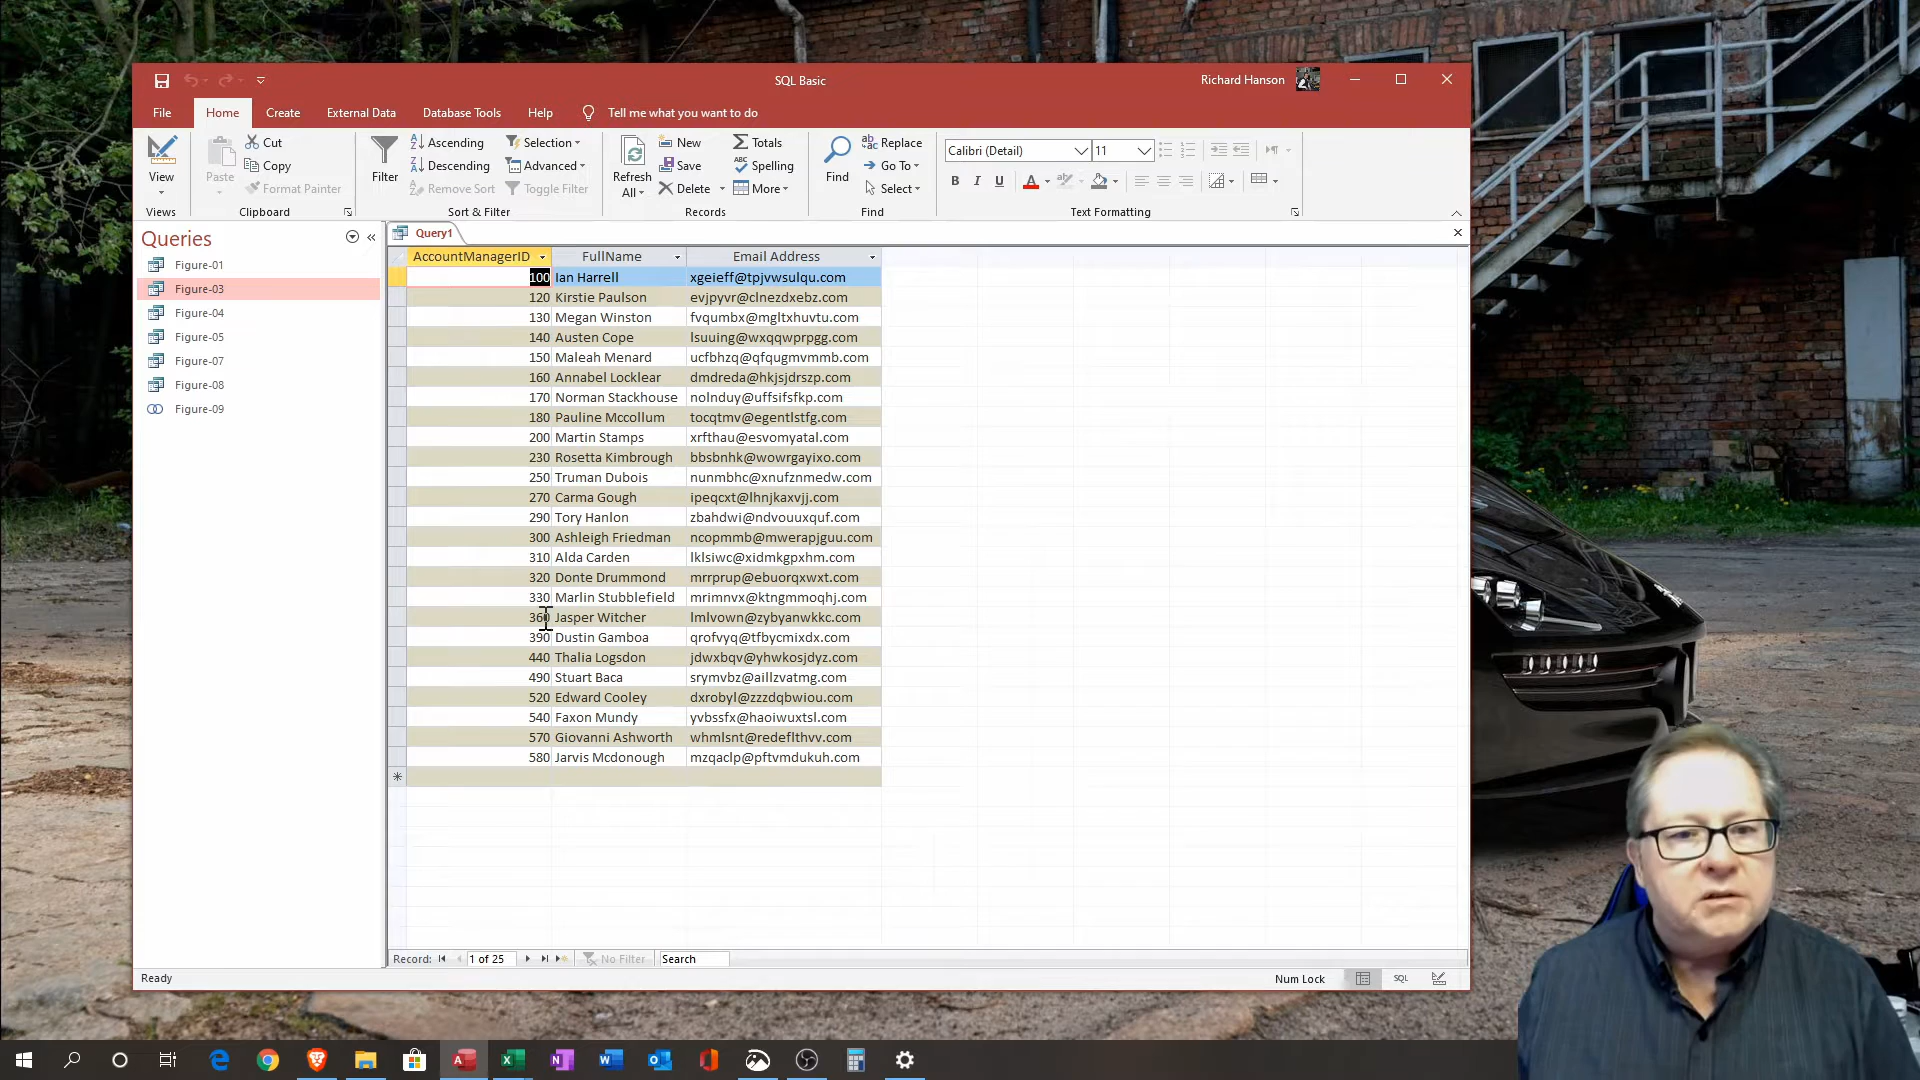 SQL Basic
Richard Hanson
File
Home
Create
External Data
Database Tools
Help
Tell me what you want to do
View
Paste
Cut
Copy
Format Painter
Filter
Ascending
Descending
Remove Sort
Selection
Advanced
Toggle Filter
Refresh
All
New
Save
Delete
Totals
Spelling
More
Find
Replace
Go To
Select
Calibri (Detail)
11
B I U
Views
Clipboard
Sort & Filter
Records
Find
Text Formatting
Queries
Figure-01
Figure-03
Figure-04
Figure-05
Figure-07
Figure-08
Figure-09
Query1
AccountManagerID FullName Email Address
100 Ian Harrell xgeieff@tpjvwsulqu.com
120 Kirstie Paulson evjpyvr@clnezdxebz.com
130 Megan Winston fvqumbx@mgltxhuvtu.com
140 Austen Cope lsuuing@wxqqwprpgg.com
150 Maleah Menard ucfbhzq@qfqugmvmmb.com
160 Annabel Locklear dmdreda@hkjsjdrszp.com
170 Norman Stackhouse nolnduy@uffsifsfkp.com
180 Pauline Mccollum tocqtmv@egentlstfg.com
200 Martin Stamps xrfthau@esvomyatal.com
230 Rosetta Kimbrough bbsbnhk@wowrgayixo.com
250 Truman Dubois nunmbhc@xnufznmedw.com
270 Carma Gough ipeqcxt@lhnjkaxvjj.com
290 Tory Hanlon zbahdwi@ndvouuxquf.com
300 Ashleigh Friedman ncopmmb@mwerapjguu.com
310 Alda Carden lklsiwc@xidmkgpxhm.com
320 Donte Drummond mrrprup@ebuorqxwxt.com
330 Marlin Stubblefield mrimnvx@ktngmmoqhj.com
360 Jasper Witcher lmlvown@zybyanwkkc.com
390 Dustin Gamboa qrofvyq@tfbycmixdx.com
440 Thalia Logsdon jdwxbqv@yhwkosjdyz.com
490 Stuart Baca srymvbz@aillzvatmg.com
520 Edward Cooley dxrobyl@zzzdqbwiou.com
540 Faxon Mundy yvbssfx@haoiwuxtsl.com
570 Giovanni Ashworth whmlsnt@redeflthvv.com
580 Jarvis Mcdonough mzqaclp@pftvmdukuh.com
Record: 1 of 25 No Filter Search
Ready
Num Lock
SQL